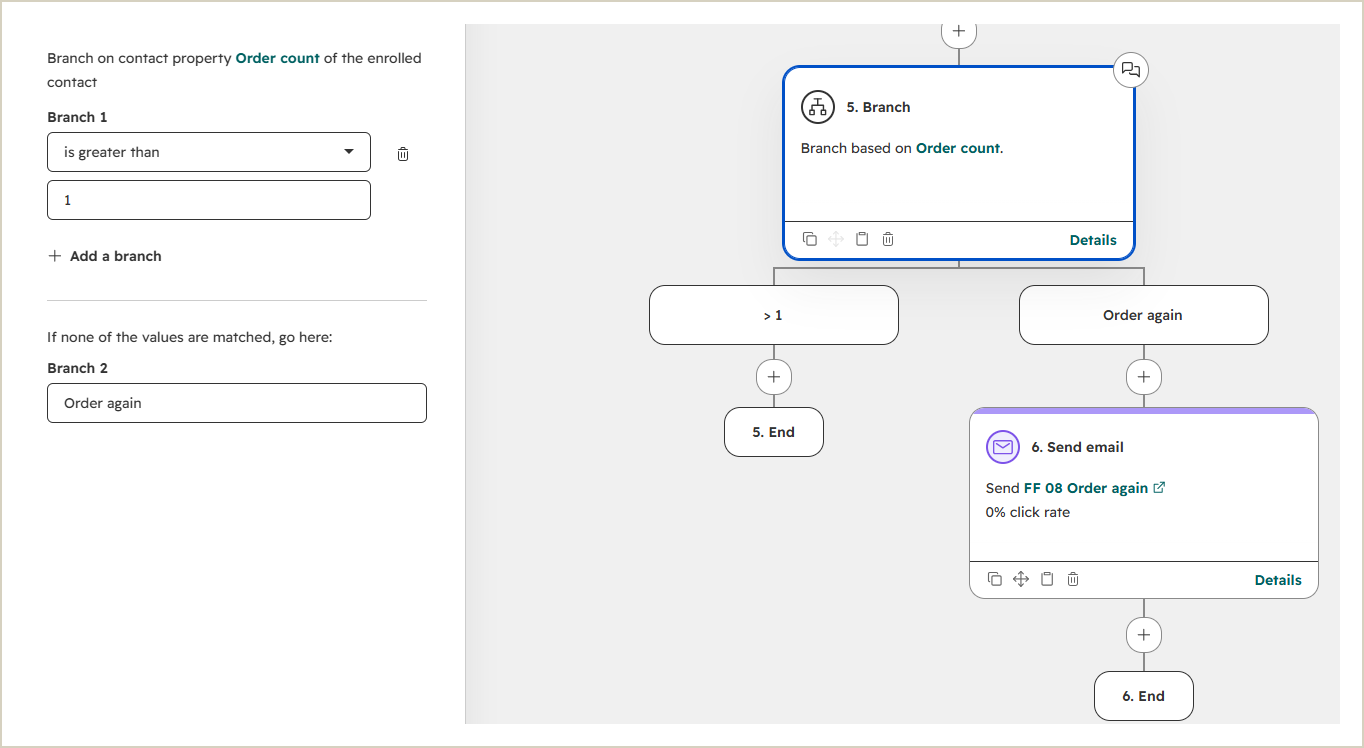 Branch on contact property Order count of the enrolled
contact
Branch 1
is greater than
1
+ Add a branch
If none of the values are matched, go here:
Branch 2
Order again
5. Branch
Branch based on Order count.
Details
> 1
Order again
5. End
6. Send email
Send FF 08 Order again
0% click rate
Details
6. End